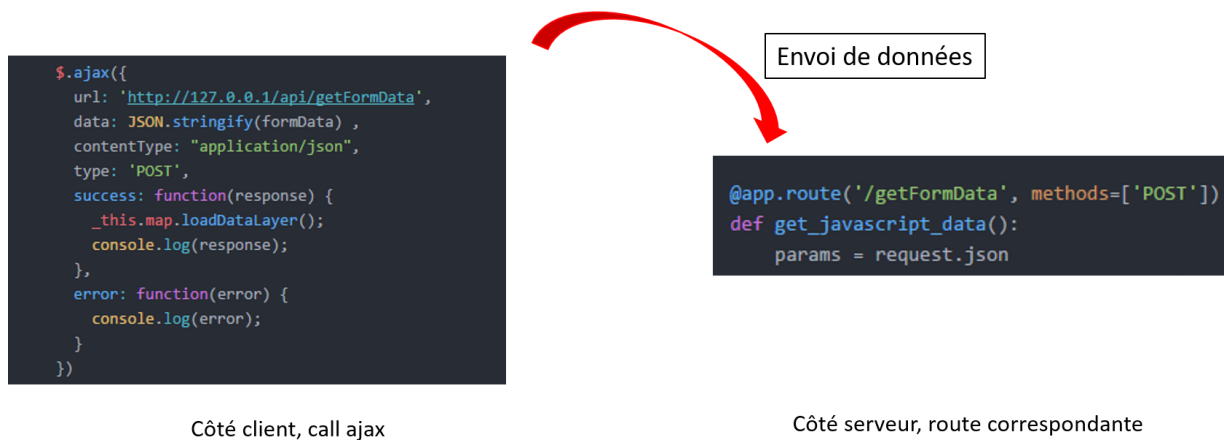 Envoi de données
$.ajax({
url: 'http://127.0.0.1/api/getFormData',
data: JSON.stringify(formData) ,
contentType: "application/json",
type: 'POST',
success: function(response) {
_this.map.loadDataLayer();
console.log(response);
},
error: function(error) {
console.log(error);
}
})
@app.route('/getFormData', methods=['POST'])
def get_javascript_data():
params = request.json
Côté client, call ajax
Côté serveur, route correspondante